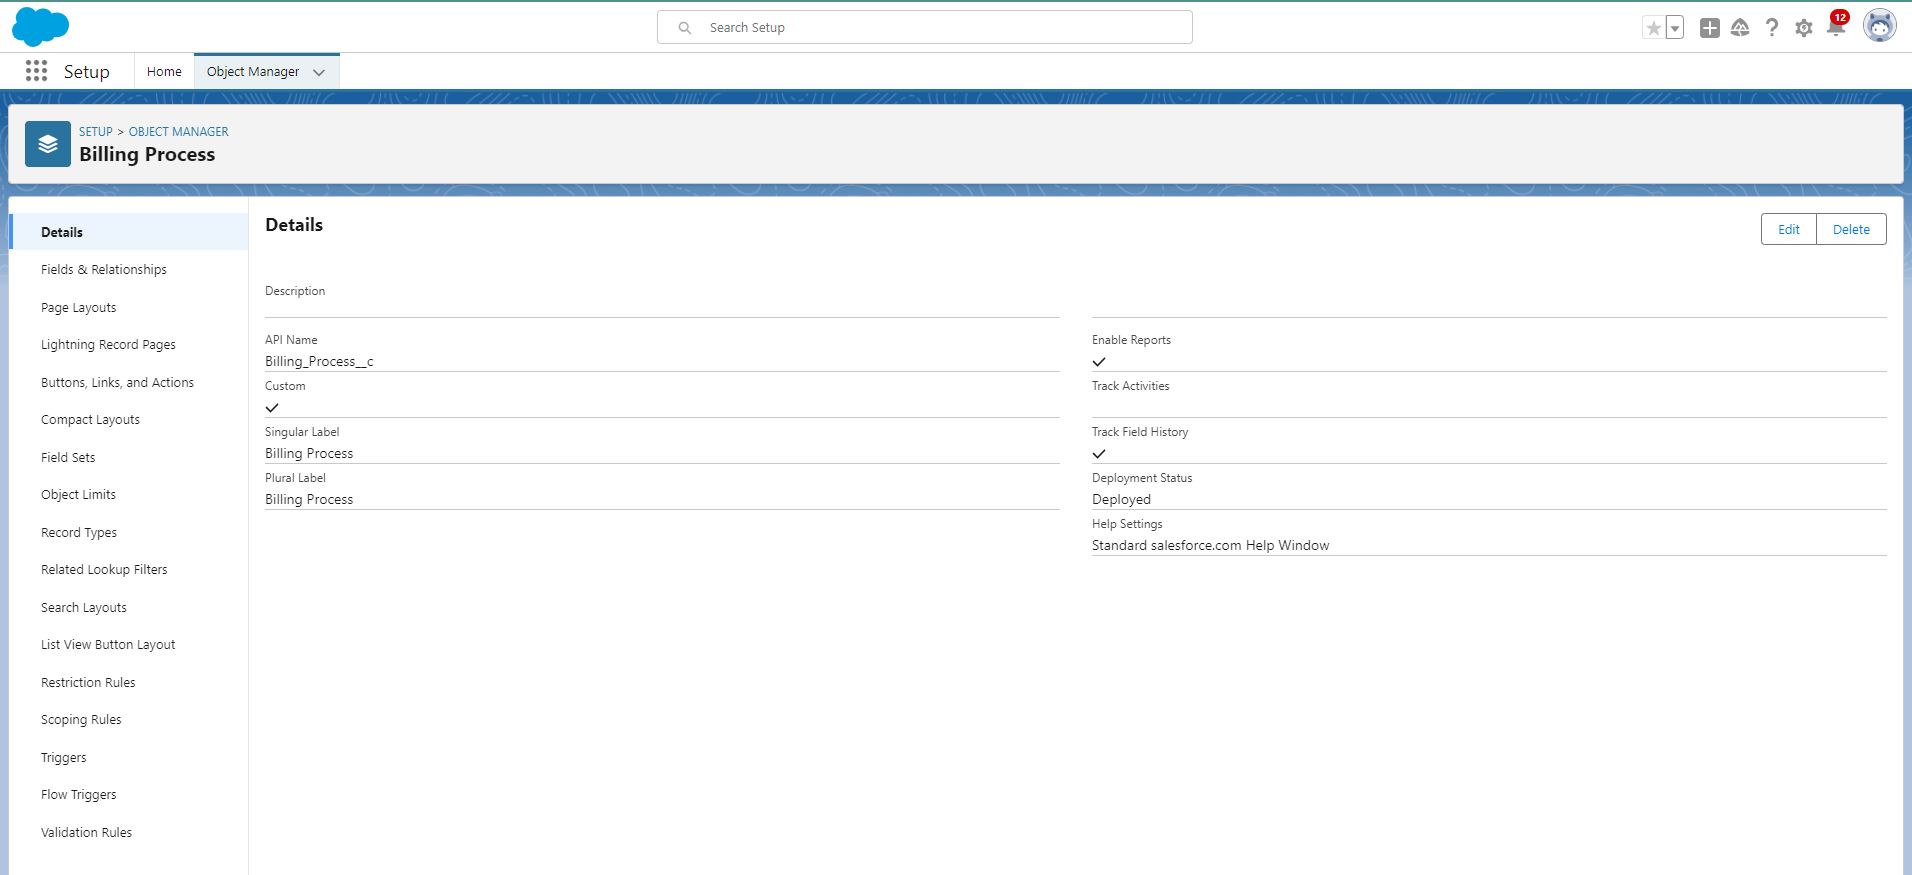 Search Setup
12
Setup
Home
Object Manager
SETUP > OBJECT MANAGER
Billing Process
Details
Fields & Relationships
Page Layouts
Lightning Record Pages
Buttons, Links, and Actions
Compact Layouts
Field Sets
Object Limits
Record Types
Related Lookup Filters
Search Layouts
List View Button Layout
Restriction Rules
Scoping Rules
Triggers
Flow Triggers
Validation Rules
Details
Edit
Delete
Description
API Name
Billing_Process__c
Custom
Singular Label
Billing Process
Plural Label
Billing Process
Enable Reports
Track Activities
Track Field History
Deployment Status
Deployed
Help Settings
Standard salesforce.com Help Window